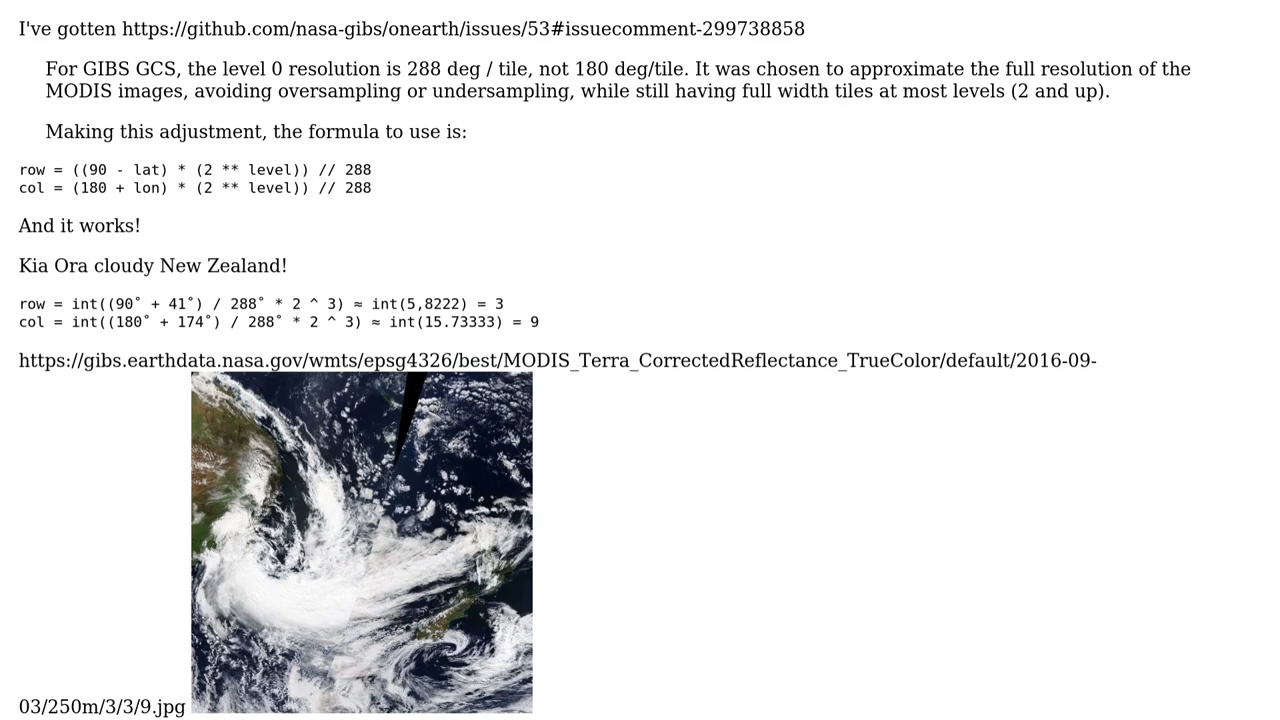 I've gotten https://github.com/nasa-gibs/onearth/issues/53#issuecomment-299738858
For GIBS GCS, the level 0 resolution is 288 deg / tile, not 180 deg/tile. It was chosen to approximate the full resolution of the
MODIS images, avoiding oversampling or undersampling, while still having full width tiles at most levels (2 and up).
Making this adjustment, the formula to use is:
row = ((90 - lat) * (2 ** level)) // 288
col = (180 + lon) * (2 ** level)) // 288
And it works!
Kia Ora cloudy New Zealand!
row = int((90˚ + 41˚) / 288˚ * 2 ^ 3) ≈ int(5,8222) = 3
col = int((180˚ + 174˚) / 288˚ * 2 ^ 3) ≈ int(15.73333) = 9
https://gibs.earthdata.nasa.gov/wmts/epsg4326/best/MODIS_Terra_CorrectedReflectance_TrueColor/default/2016-09-
03/250m/3/3/9.jpg